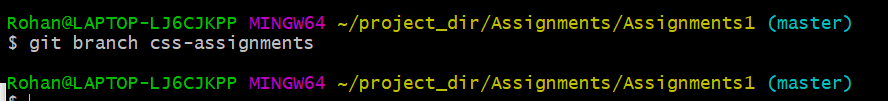 Rohan@LAPTOP-LJ6CJKPP MINGW64 ~/project_dir/Assignments/Assignments1 (master)
$ git branch css-assignments
Rohan@LAPTOP-LJ6CJKPP MINGW64 ~/project_dir/Assignments/Assignments1 (master)
$